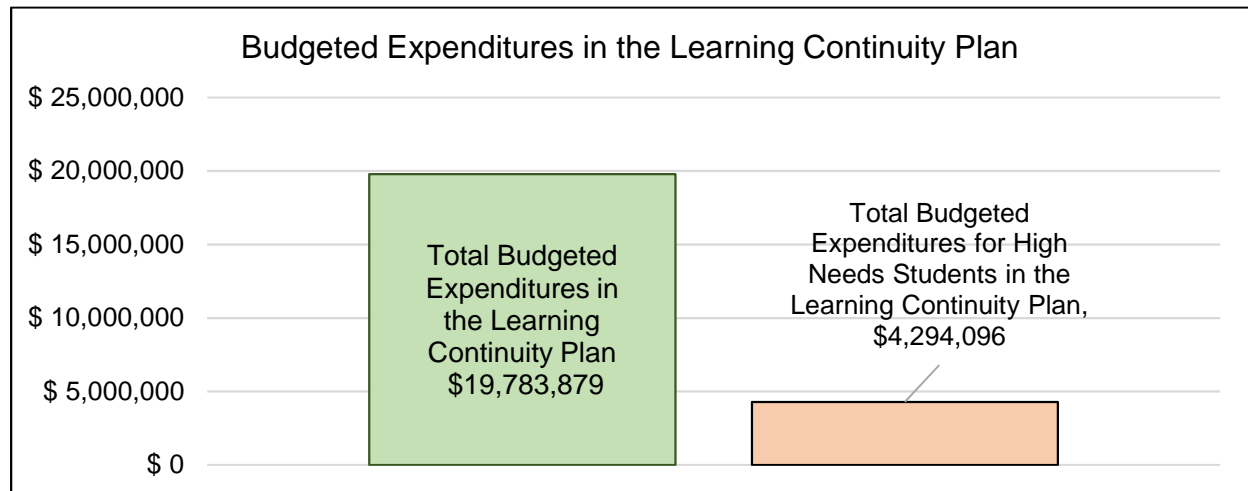 Budgeted Expenditures in the Learning Continuity Plan
$ 25,000,000
$ 20,000,000
$ 15,000,000
$ 10,000,000
$ 5,000,000
$ 0
Total Budgeted
Expenditures in
the Learning
Continuity Plan
$19,783,879
Total Budgeted
Expenditures for High
Needs Students in the
Learning Continuity Plan,
$4,294,096